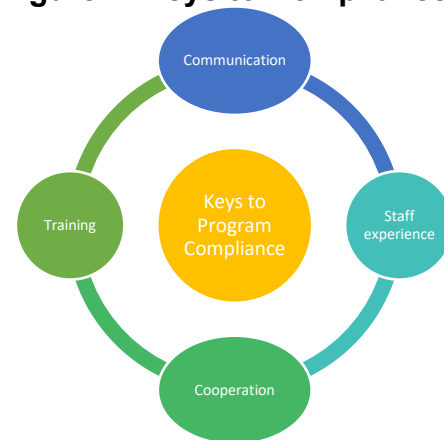 Communication
Keys to
Program
Compliance
Training
Staff
experience
Cooperation